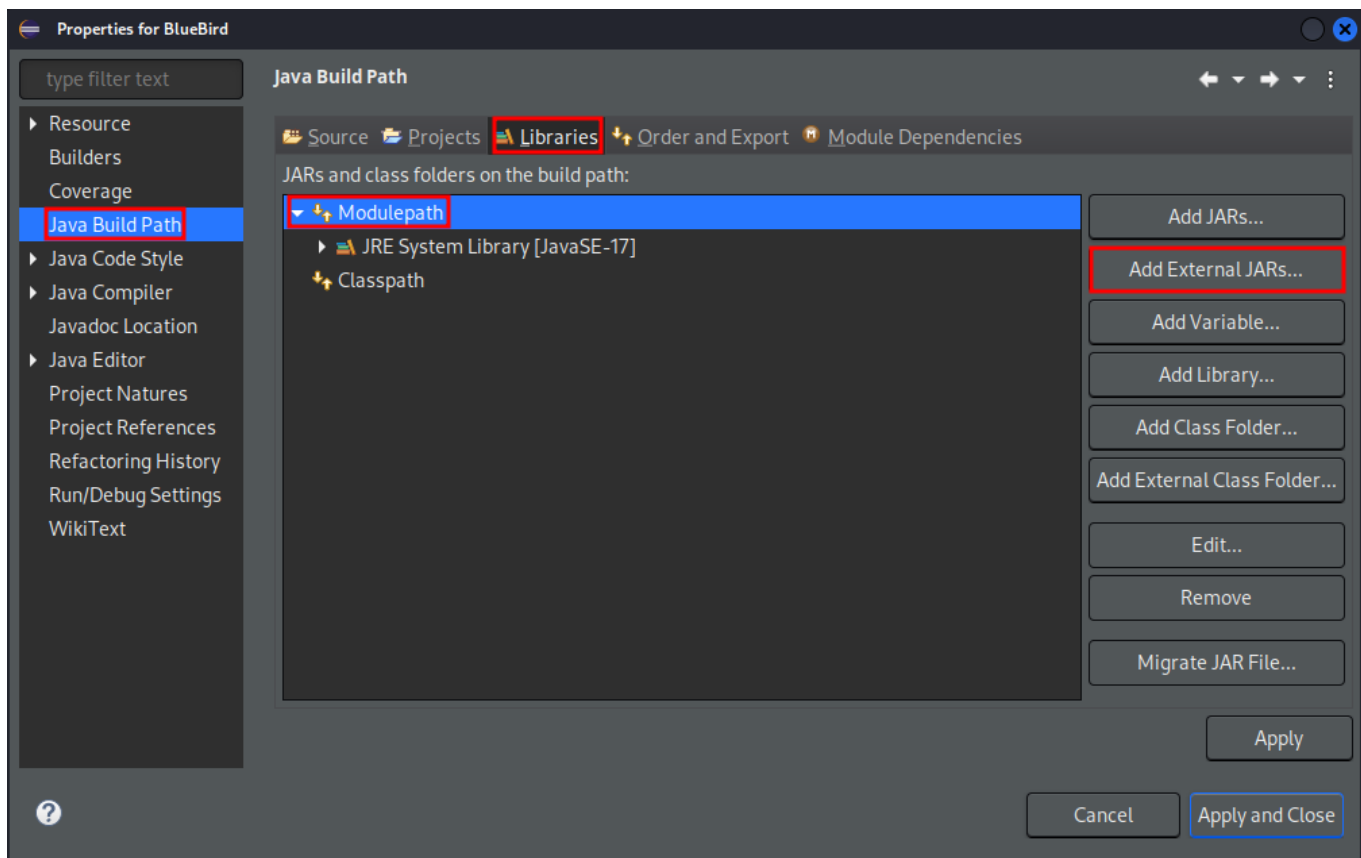 Properties for BlueBird
type filter text
Resource
Builders
Coverage
Java Build Path
Java Code Style
Java Compiler
Javadoc Location
Java Editor
Project Natures
Project References
Refactoring History
Run/Debug Settings
WikiText
Java Build Path
Source Projects Libraries Order and Export Module Dependencies
JARs and class folders on the build path:
Modulepath
JRE System Library [JavaSE-17]
Classpath
Add JARs...
Add External JARs...
Add Variable...
Add Library...
Add Class Folder...
Add External Class Folder...
Edit...
Remove
Migrate JAR File...
Apply
Cancel Apply and Close